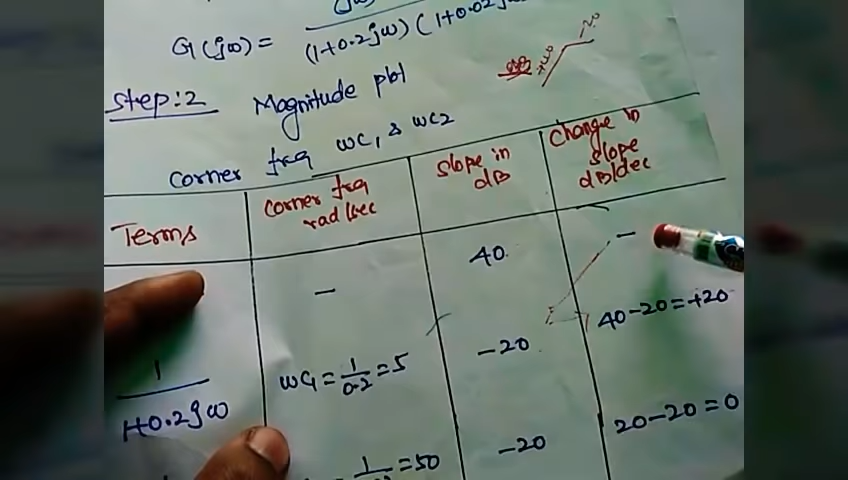 G(jω) =
(1+0.2jω) (1+0.02jω
Step:2 Magnitude plot
Corner frq ωc1 & ωc2
Terms
Corner frq
rad/sec
slope in
dB
change in
slope
dB/dec
—
40
—
1
1+0.2jω
ωc1 = 1/0.2 = 5
-20
40-20=+20
1
= 50
-20
20-20=0